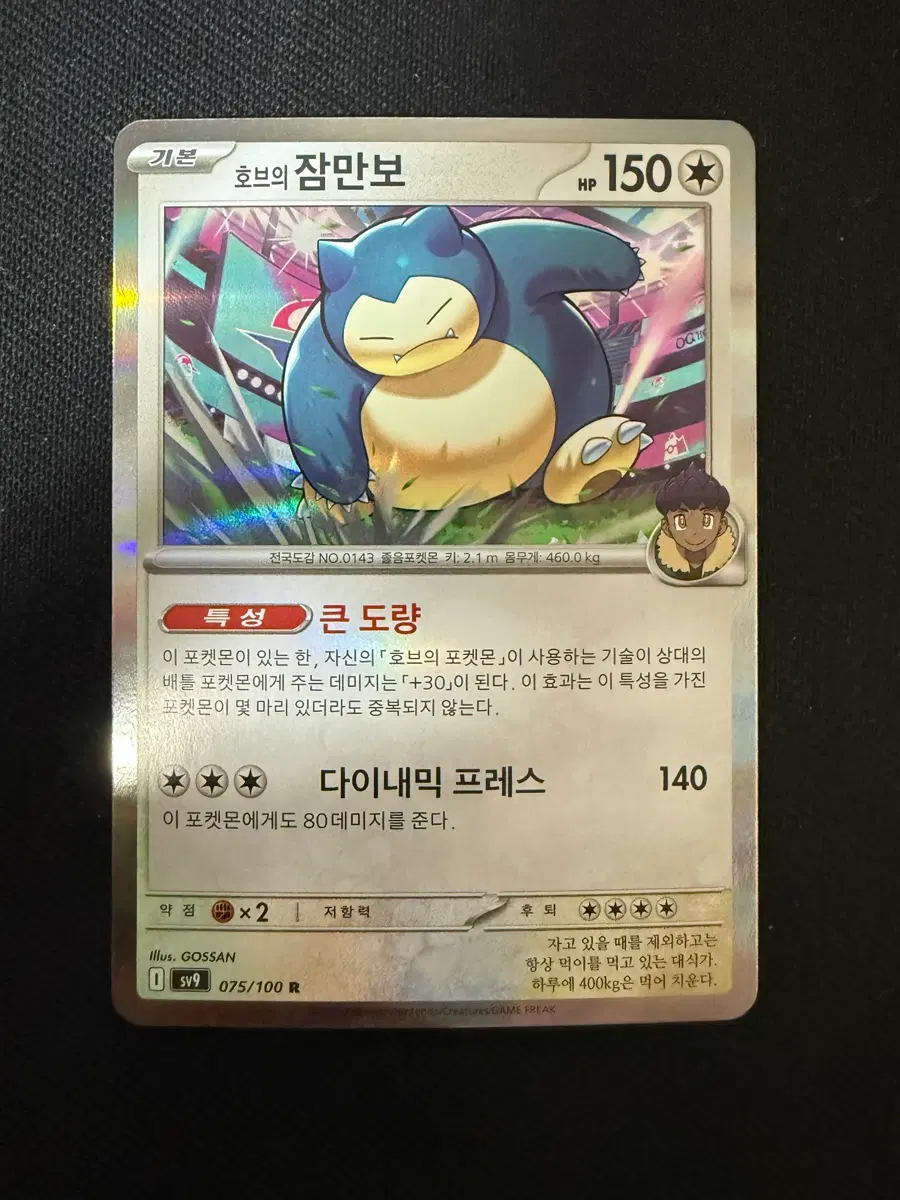 기본
호브의 잠만보
HP 150
전국도감 NO.0143 졸음포켓몬 키: 2.1 m 몸무게: 460.0 kg
특성 큰 도량
이 포켓몬이 있는 한, 자신의 「호브의 포켓몬」이 사용하는 기술이 상대의
배틀 포켓몬에게 주는 데미지는 「+30」이 된다. 이 효과는 이 특성을 가진
포켓몬이 몇 마리 있더라도 중복되지 않는다.
다이내믹 프레스 140
이 포켓몬에게도 80데미지를 준다.
약점 ×2 저항력 후퇴
자고 있을 때를 제외하고는
항상 먹이를 먹고 있는 대식가.
하루에 400kg은 먹어 치운다.
Illus. GOSSAN
I sv9 075/100 R
Nintendo/Creatures/GAME FREAK